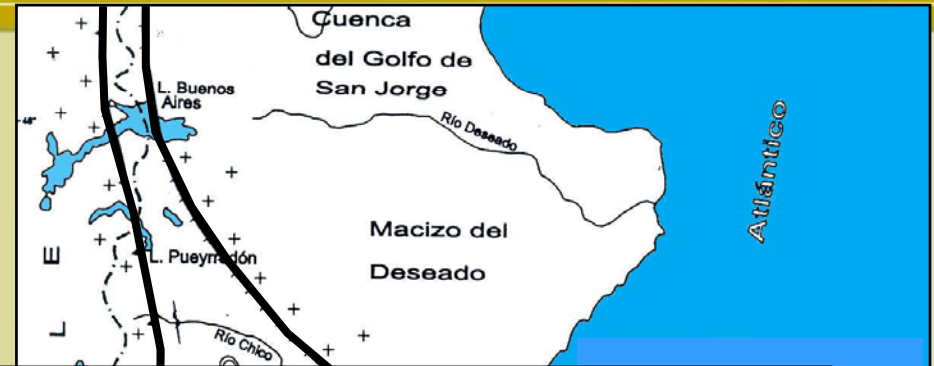 Cuenca
del Golfo de
San Jorge
L. Buenos
Aires
Río Deseado
Atlántico
Macizo del
Deseado
L. Pueyrredón
L E
Río Chico